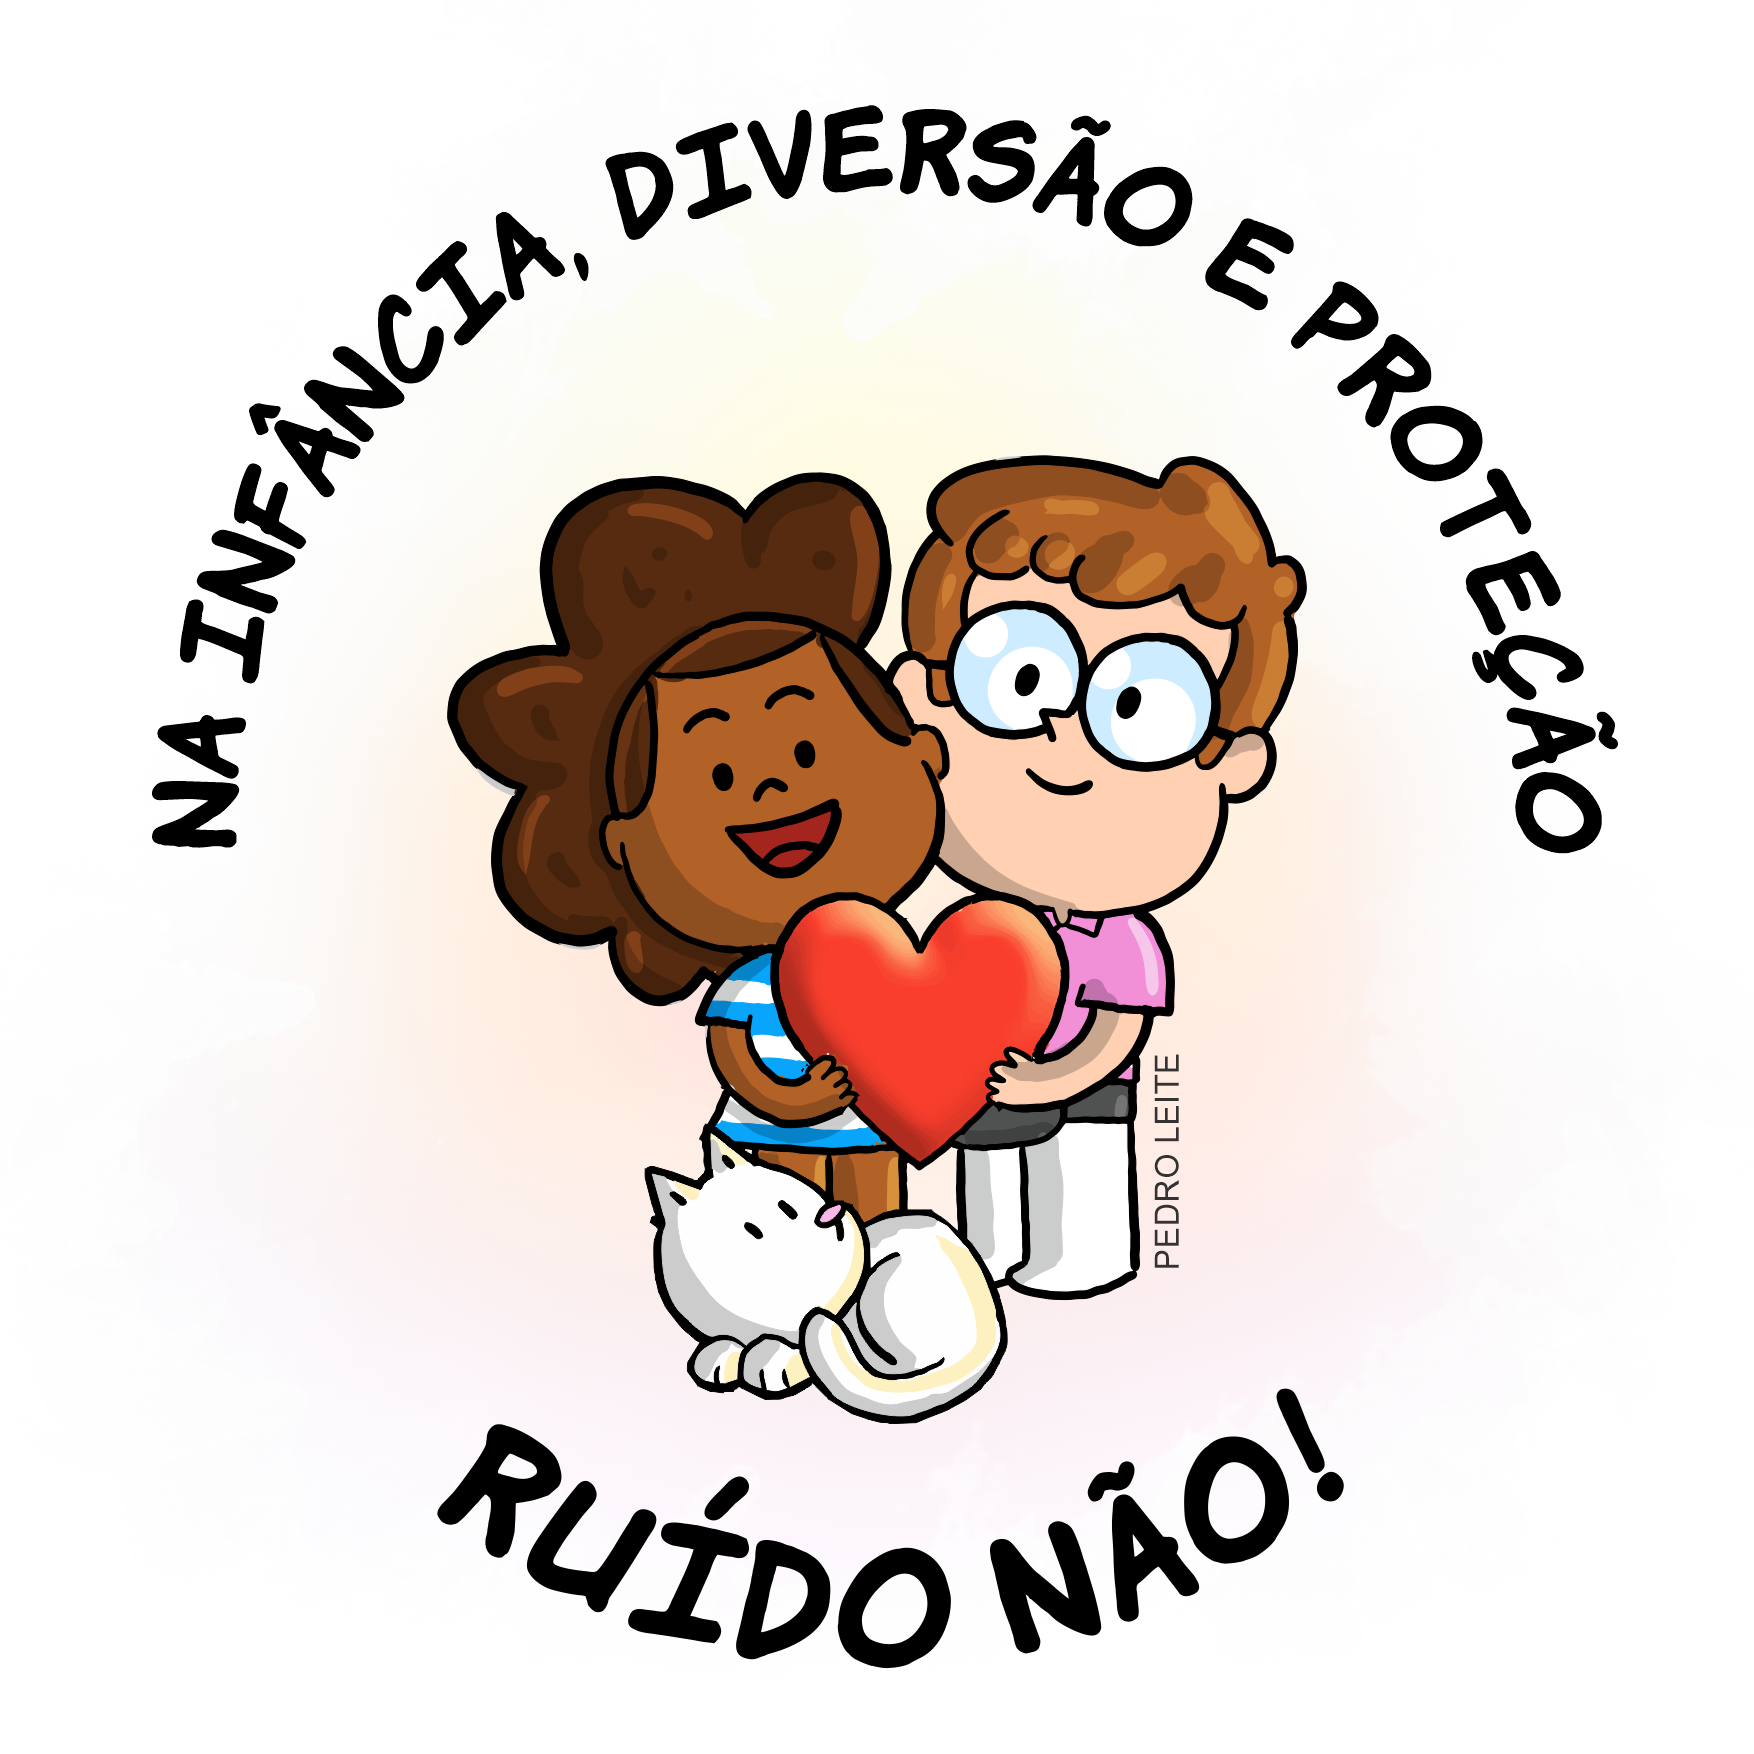 NA INFÂNCIA, DIVERSÃO E PROTEÇÃO
PEDRO LEITE
RUÍDO NÃO!